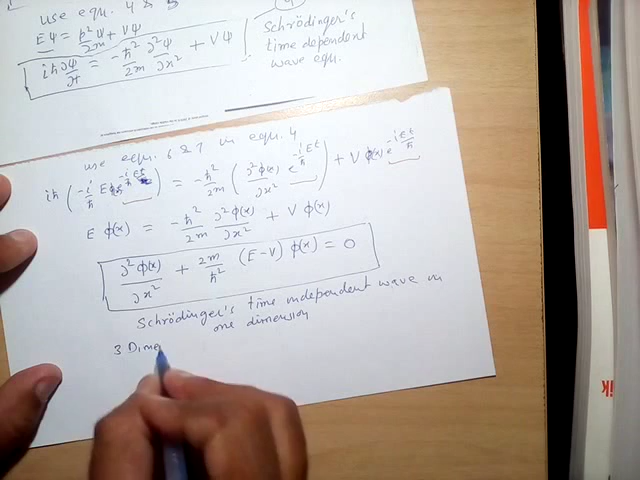 use eqn. 4 & 5
Eψ = p²ψ/2m + Vψ
iħ ∂ψ/∂t = -ħ²/2m ∂²ψ/∂x² + Vψ
Schrödinger's
time dependent
wave eqn.
use eqn. 6 & 7 in eqn. 4
iħ (-i/ħ E φ(x) e^(-iEt/ħ)) = -ħ²/2m (∂²φ(x)/∂x² e^(-i/ħ Et)) + V φ(x) e^(-iEt/ħ)
E φ(x) = -ħ²/2m ∂²φ(x)/∂x² + V φ(x)
∂²φ(x)/∂x² + 2m/ħ² (E-V) φ(x) = 0
Schrödinger's time independent wave in
one dimension
3 Dime